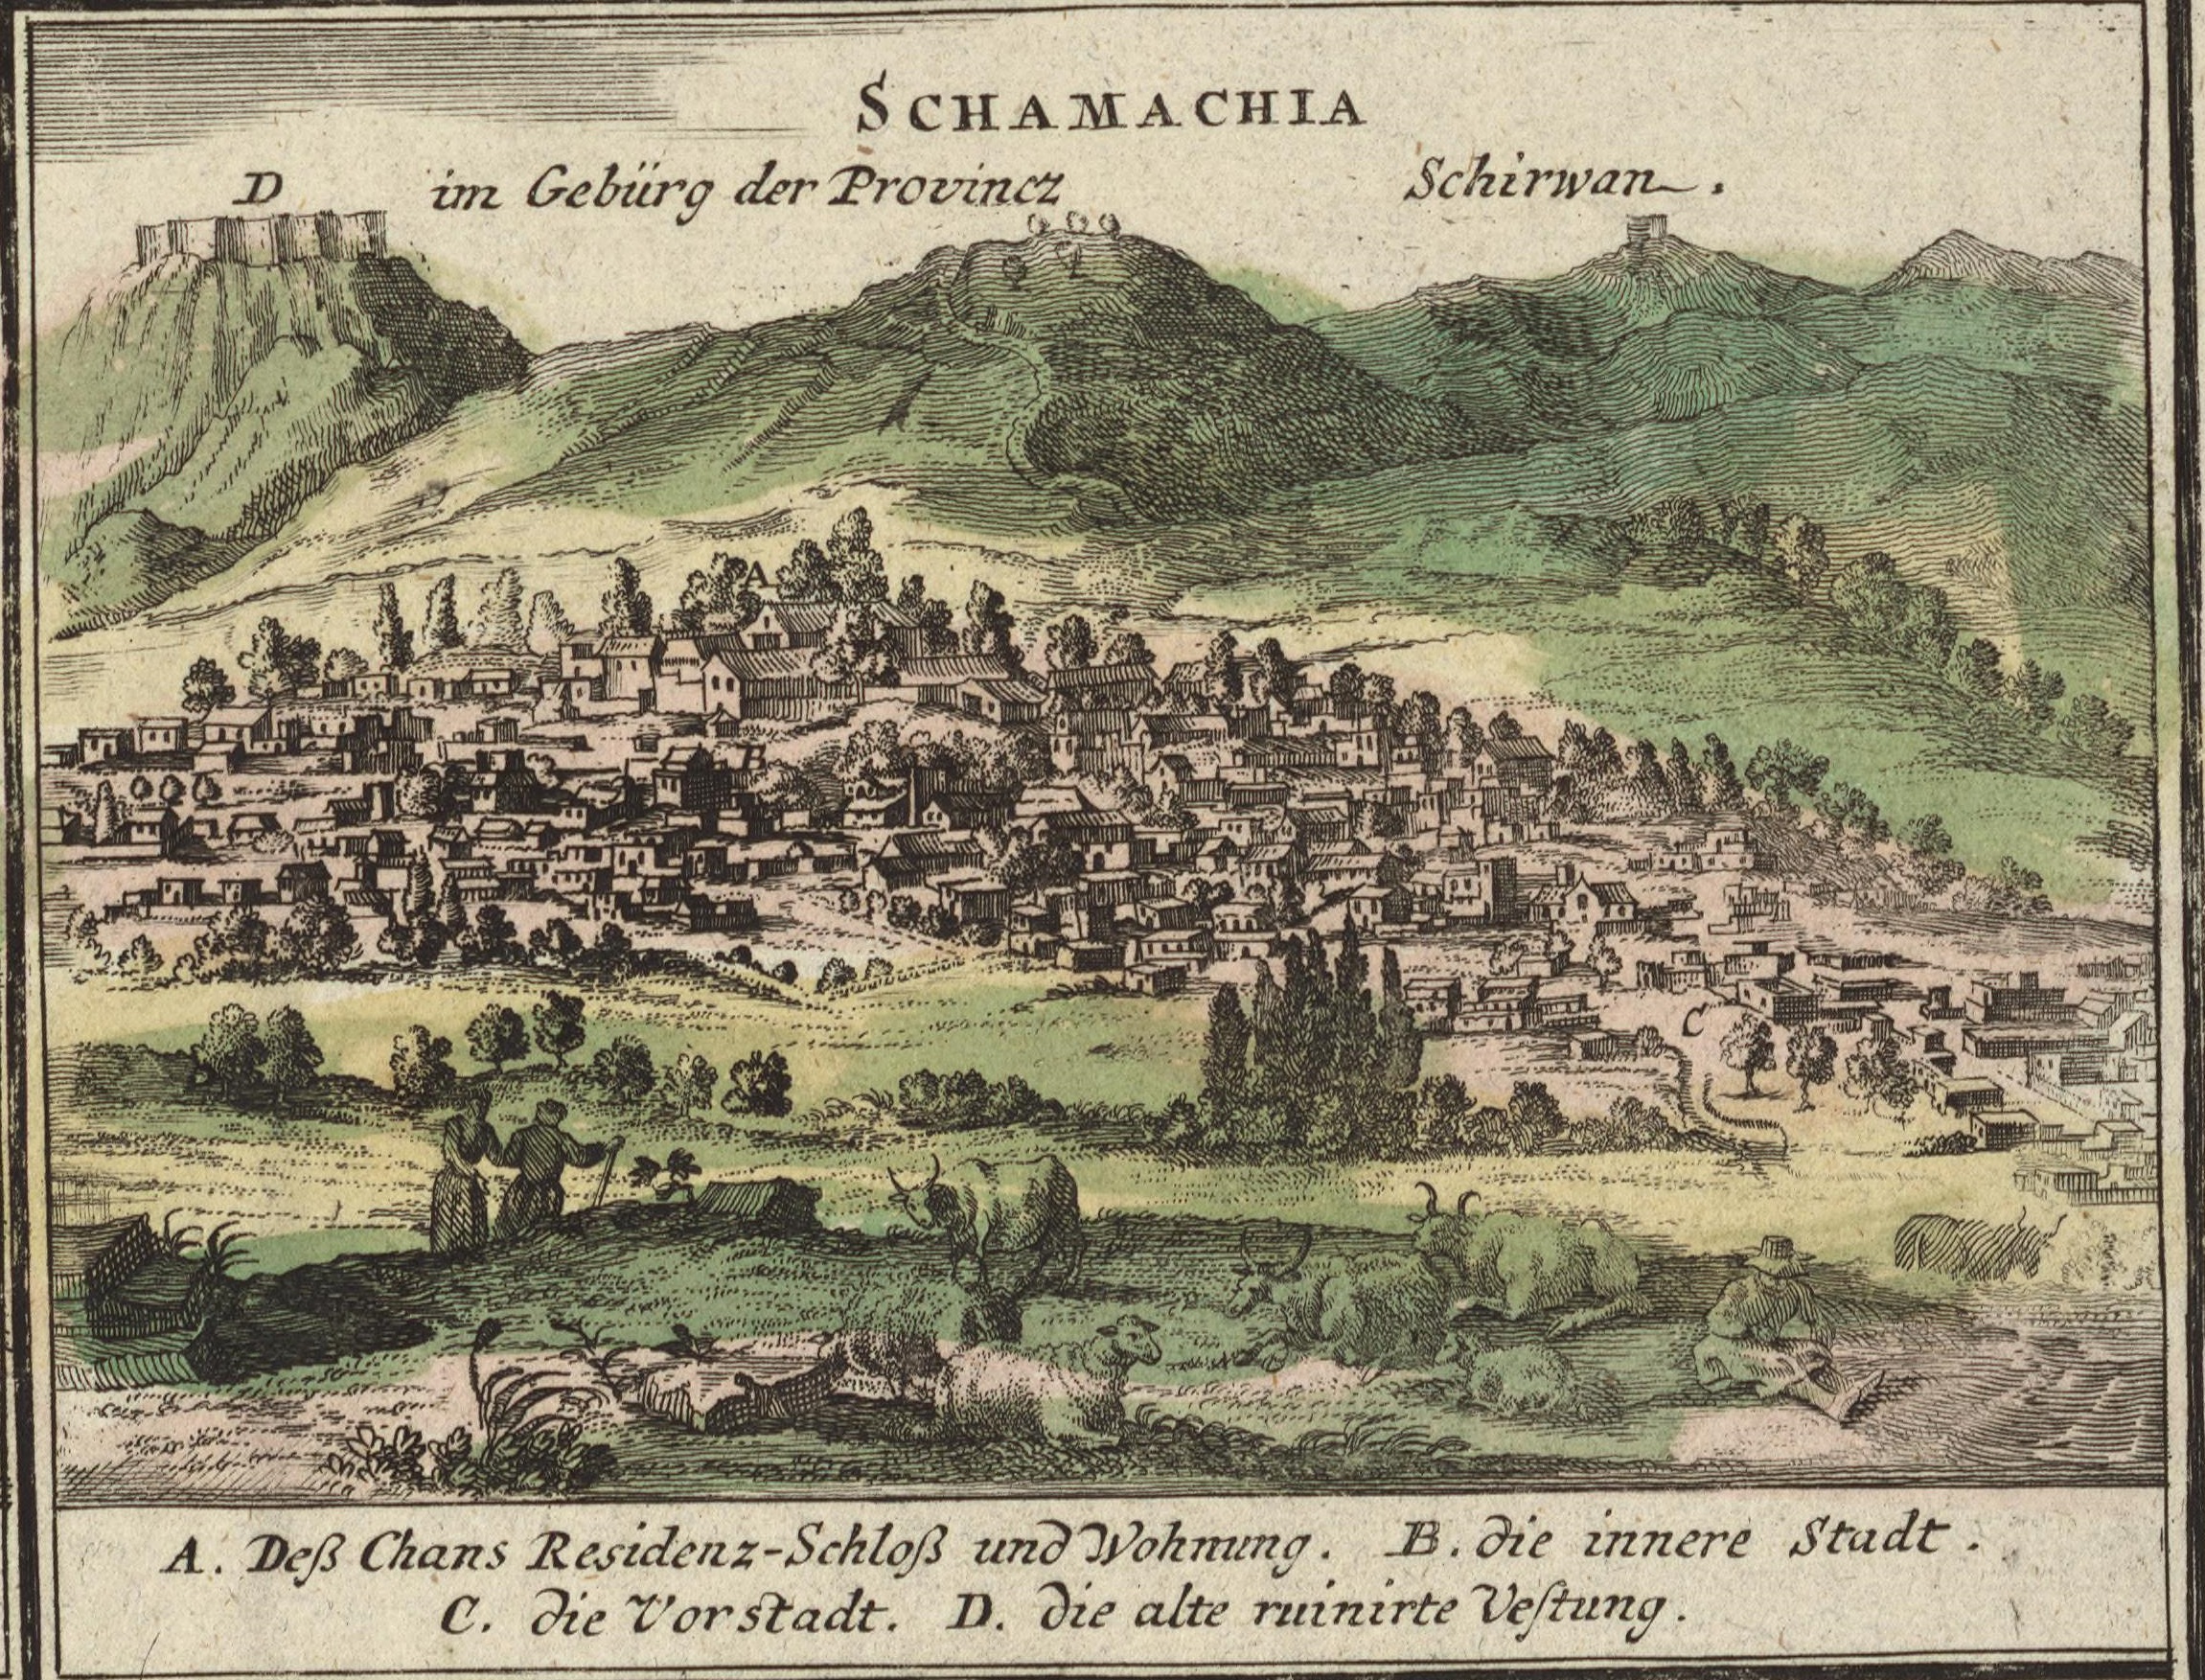 SCHAMACHIA
D im Gebürg der Provincz Schirwan.
A
B
C
A. Deß Chans Residenz-Schloß und Wohnung. B. die innere Stadt.
C. die Vorstadt. D. die alte ruinirte Veſtung.